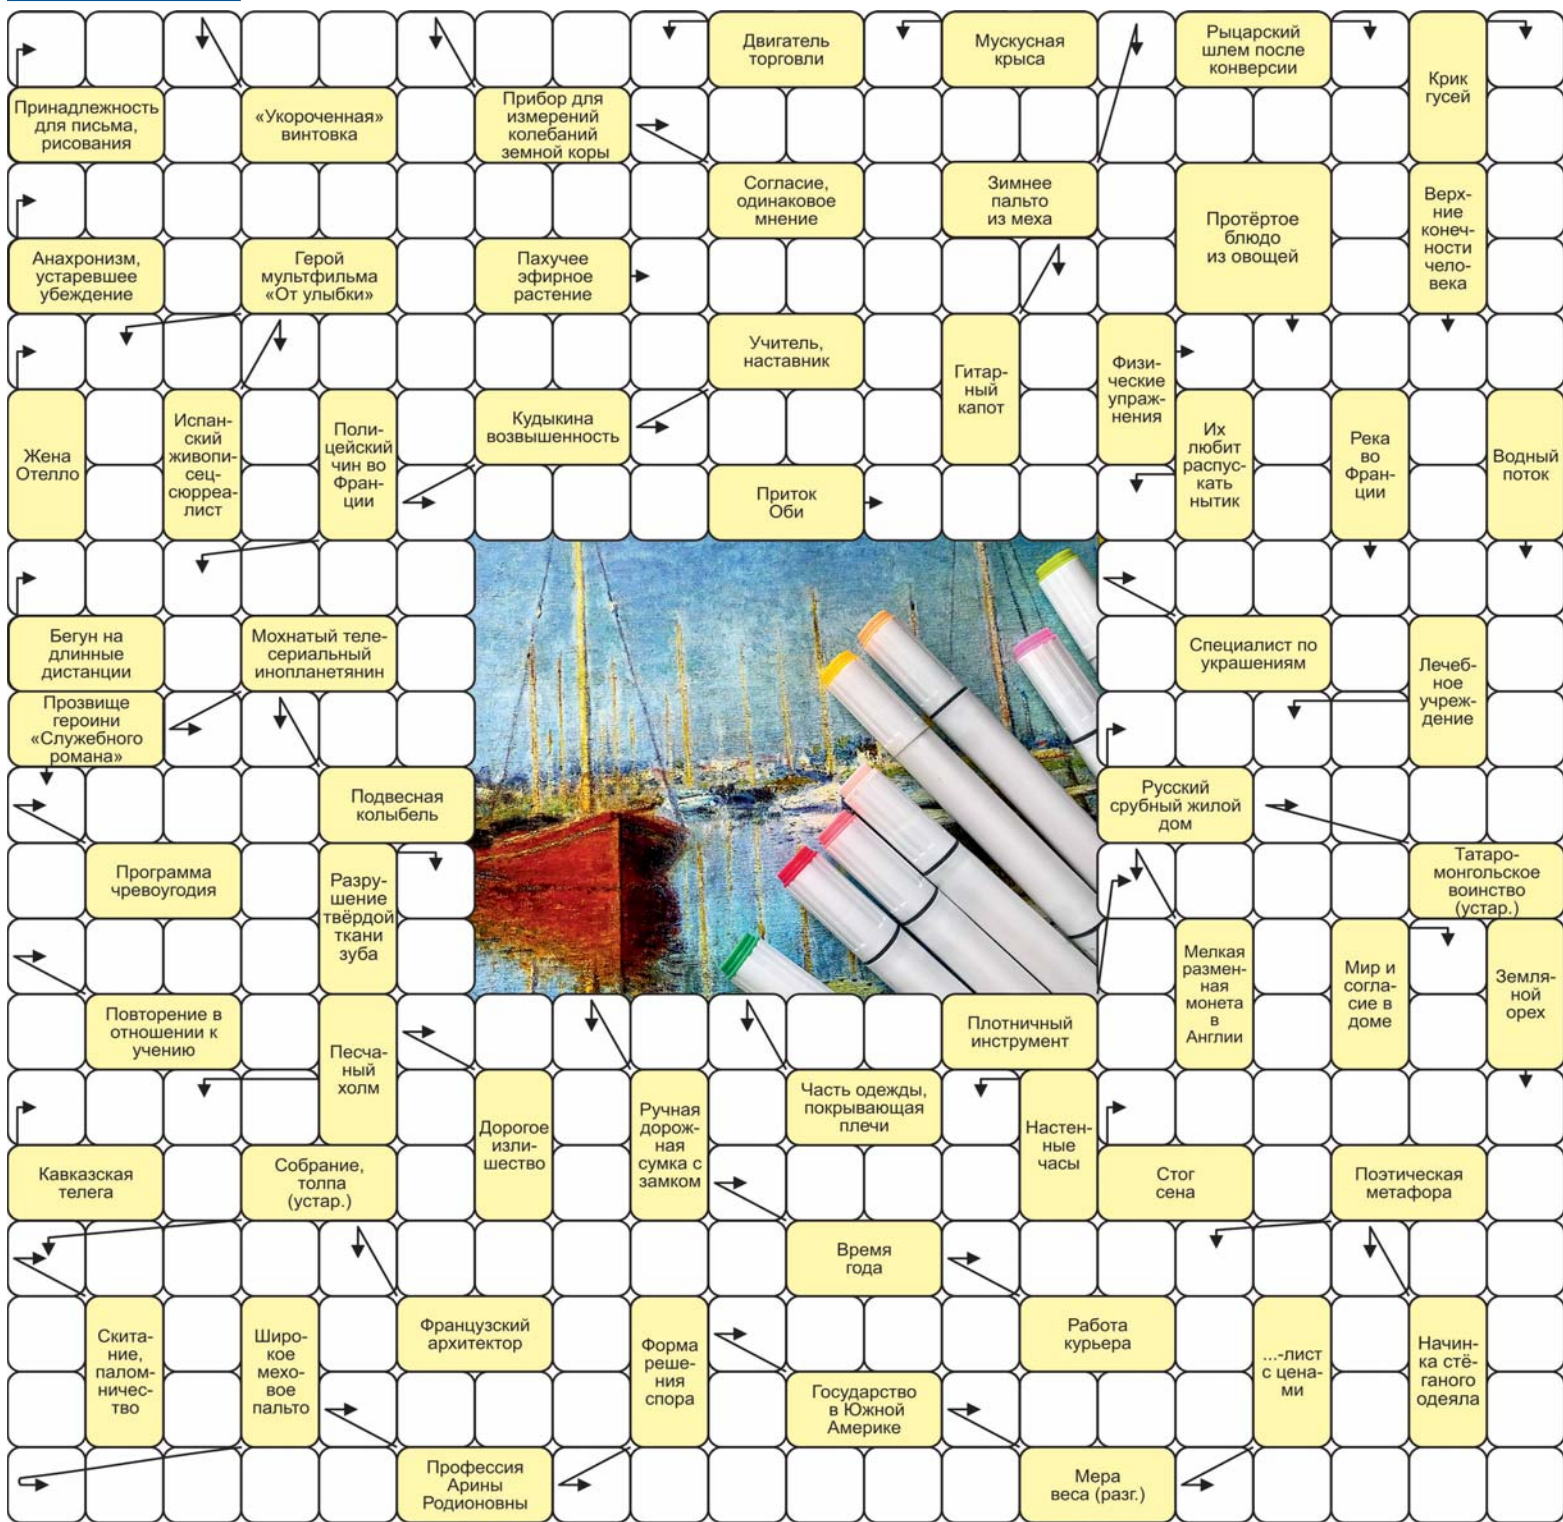 Двигатель
торговли
Мускусная
крыса
Рыцарский
шлем после
конверсии
Крик
гусей
Принадлежность
для письма,
рисования
«Укороченная»
винтовка
Прибор для
измерений
колебаний
земной коры
Согласие,
одинаковое
мнение
Зимнее
пальто
из меха
Протёртое
блюдо
из овощей
Верх-
ние
конеч-
ности
чело-
века
Анахронизм,
устаревшее
убеждение
Герой
мультфильма
«От улыбки»
Пахучее
эфирное
растение
Учитель,
наставник
Гитар-
ный
капот
Физи-
ческие
упраж-
нения
Жена
Отелло
Испан-
ский
живопи-
сец-
сюрреа-
лист
Поли-
цейский
чин во
Фран-
ции
Кудыкина
возвышенность
Их
любит
распус-
кать
нытик
Река
во
Фран-
ции
Водный
поток
Приток
Оби
Бегун на
длинные
дистанции
Мохнатый теле-
сериальный
инопланетянин
Специалист по
украшениям
Лечеб-
ное
учреж-
дение
Прозвище
героини
«Служебного
романа»
Подвесная
колыбель
Русский
срубный жилой
дом
Программа
чревоугодия
Разру-
шение
твёрдой
ткани
зуба
Татаро-
монгольское
воинство
(устар.)
Мелкая
размен-
ная
монета
в
Англии
Мир и
согла-
сие в
доме
Земля-
ной
орех
Повторение в
отношении к
учению
Песча-
ный
холм
Плотничный
инструмент
Дорогое
изли-
шество
Ручная
дорож-
ная
сумка с
замком
Часть одежды,
покрывающая
плечи
Настен-
ные
часы
Кавказская
телега
Собрание,
толпа
(устар.)
Стог
сена
Поэтическая
метафора
Время
года
Скита-
ние,
палом-
ничес-
тво
Широ-
кое
мехо-
вое
пальто
Французский
архитектор
Форма
реше-
ния
спора
Работа
курьера
...-лист
с цена-
ми
Начин-
ка стё-
ганого
одеяла
Государство
в Южной
Америке
Профессия
Арины
Родионовны
Мера
веса (разг.)